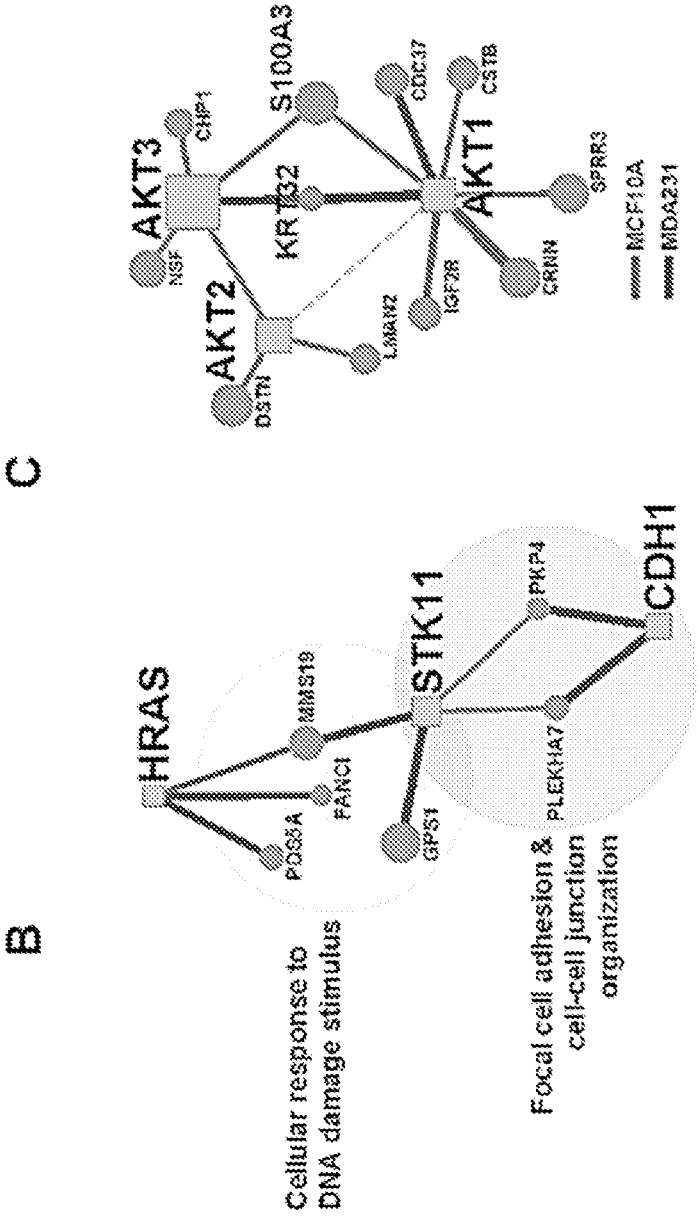 B
HRAS
PDS5A
FANCI
MMS19
Cellular response to
DNA damage stimulus
GPS1
STK11
PLEKHA7
PKP4
CDH1
Focal cell adhesion &
cell-cell junction
organization
C
AKT3
NSF
CHP1
AKT2
DSTN
LMAN2
KRT32
S100A3
AKT1
IGF2R
CRNN
SPRR3
CSTB
CDC37
MCF10A
MDA231